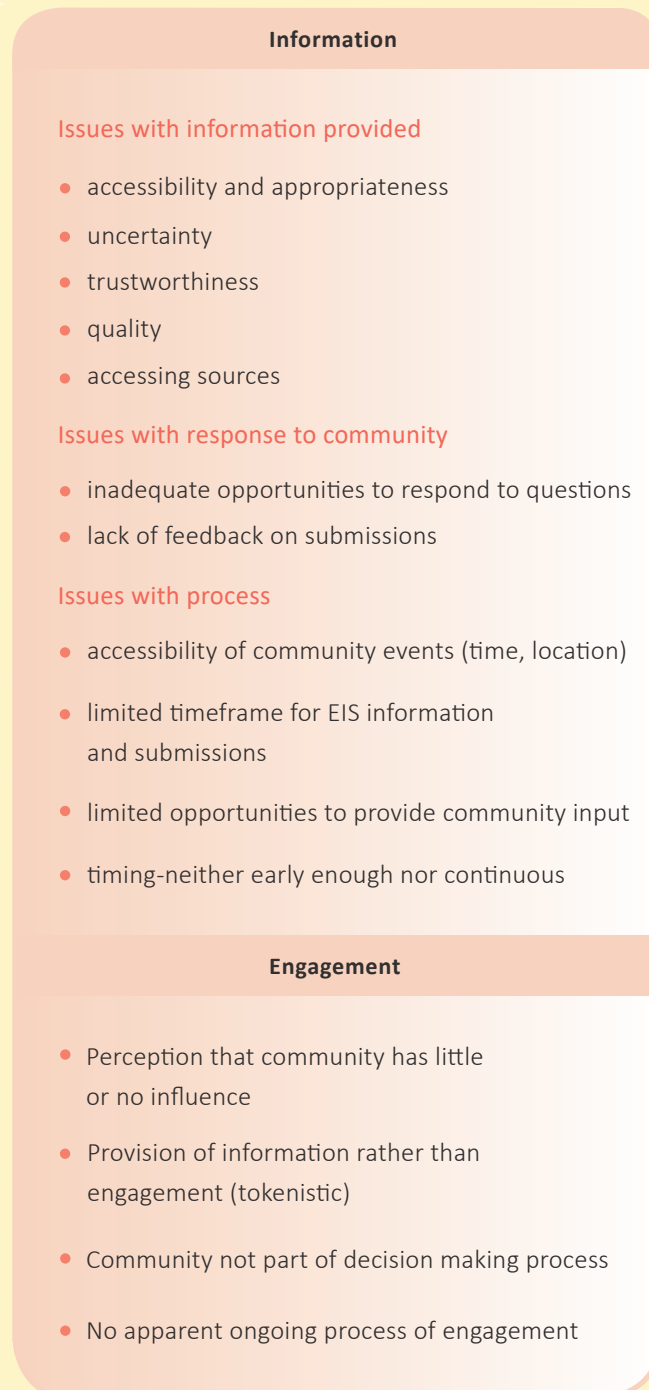 Information
Issues with information provided
• accessibility and appropriateness
• uncertainty
• trustworthiness
• quality
• accessing sources
Issues with response to community
• inadequate opportunities to respond to questions
• lack of feedback on submissions
Issues with process
• accessibility of community events (time, location)
• limited timeframe for EIS information
and submissions
• limited opportunities to provide community input
• timing-neither early enough nor continuous
Engagement
• Perception that community has little
or no influence
• Provision of information rather than
engagement (tokenistic)
• Community not part of decision making process
• No apparent ongoing process of engagement